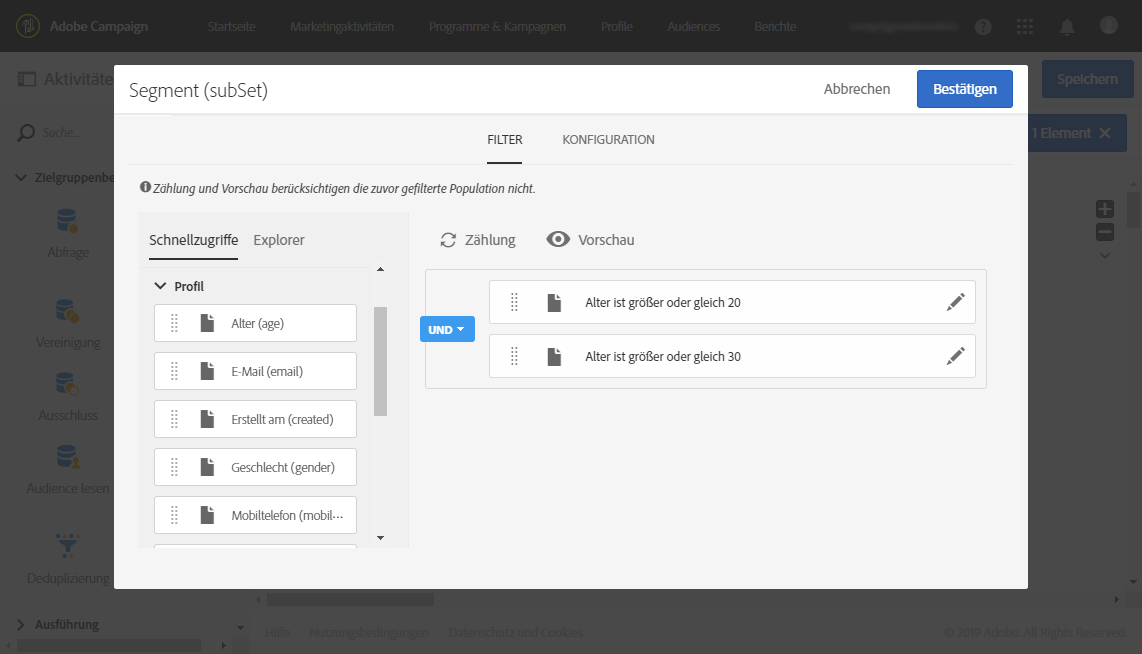 Adobe Campaign
Startseite
Marketingaktivitäten
Programme & Kampagnen
Profile
Audiences
Berichte
Aktivitäte
Speichern
Segment (subSet)
Abbrechen
Bestätigen
Suche...
1 Element
FILTER
KONFIGURATION
Zielgruppenbe
Zählung und Vorschau berücksichtigen die zuvor gefilterte Population nicht.
Abfrage
Vereinigung
Ausschluss
Audience lesen
Deduplizierung
Ausführung
Schnellzugriffe
Explorer
Profil
Alter (age)
E-Mail (email)
Erstellt am (created)
Geschlecht (gender)
Mobiltelefon (mobil···
Zählung
Vorschau
UND
Alter ist größer oder gleich 20
Alter ist größer oder gleich 30
Hilfe
Nutzungsbedingungen
Datenschutz und Cookies
© 2019 Adobe. All Rights Reserved.